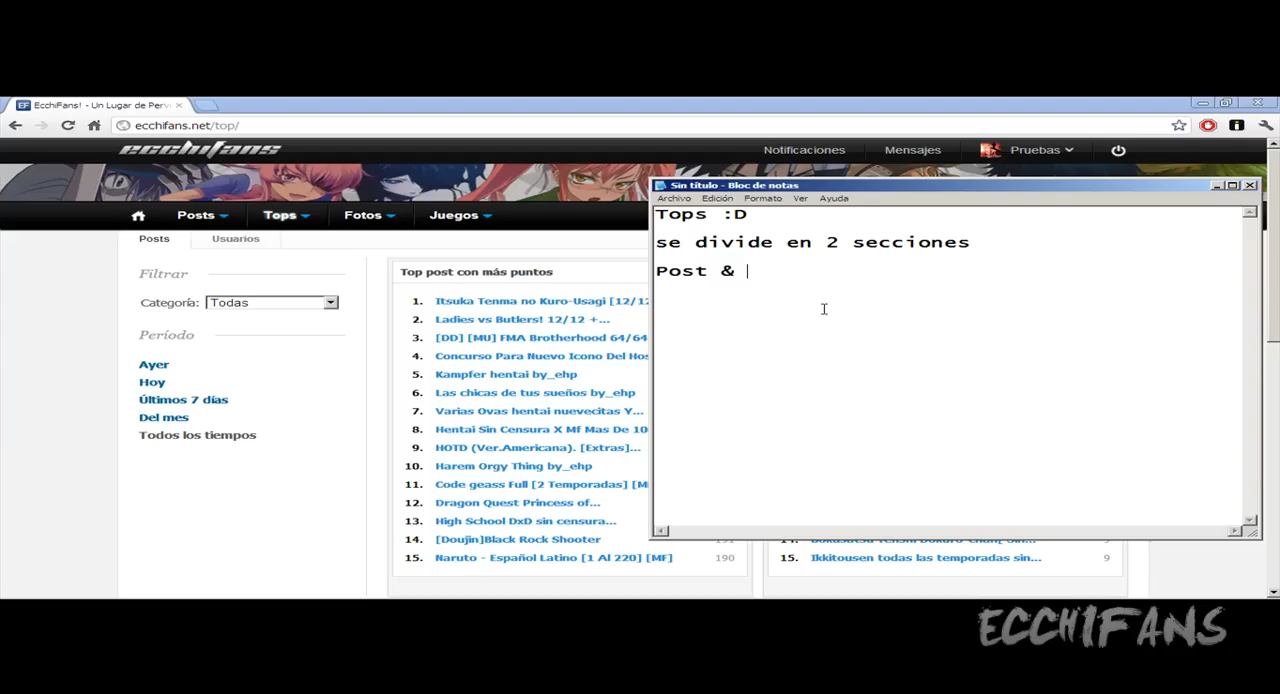 EcchiFans! - Un Lugar de Perv
ecchifans.net/top/
ecchifans
Notificaciones
Mensajes
Pruebas
Posts
Tops
Fotos
Juegos
Posts
Usuarios
Filtrar
Categoría:
Todas
Período
Ayer
Hoy
Últimos 7 días
Del mes
Todos los tiempos
Top post con más puntos
1. Itsuka Tenma no Kuro-Usagi [12/12
2. Ladies vs Butlers! 12/12 +...
3. [DD] [MU] FMA Brotherhood 64/64
4. Concurso Para Nuevo Icono Del Hos
5. Kampfer hentai by_ehp
6. Las chicas de tus sueños by_ehp
7. Varias Ovas hentai nuevecitas Y...
8. Hentai Sin Censura X Mf Mas De 10
9. HOTD (Ver.Americana). [Extras]...
10. Harem Orgy Thing by_ehp
11. Code geass Full [2 Temporadas] [M
12. Dragon Quest Princess of...
13. High School DxD sin censura...
14. [Doujin]Black Rock Shooter
15. Naruto - Español Latino [1 Al 220] [MF] 190
15. Ikkitousen todas las temporadas sin... 9
Sin título - Bloc de notas
Archivo Edición Formato Ver Ayuda
Tops :D
se divide en 2 secciones
Post &
ECCHIFANS